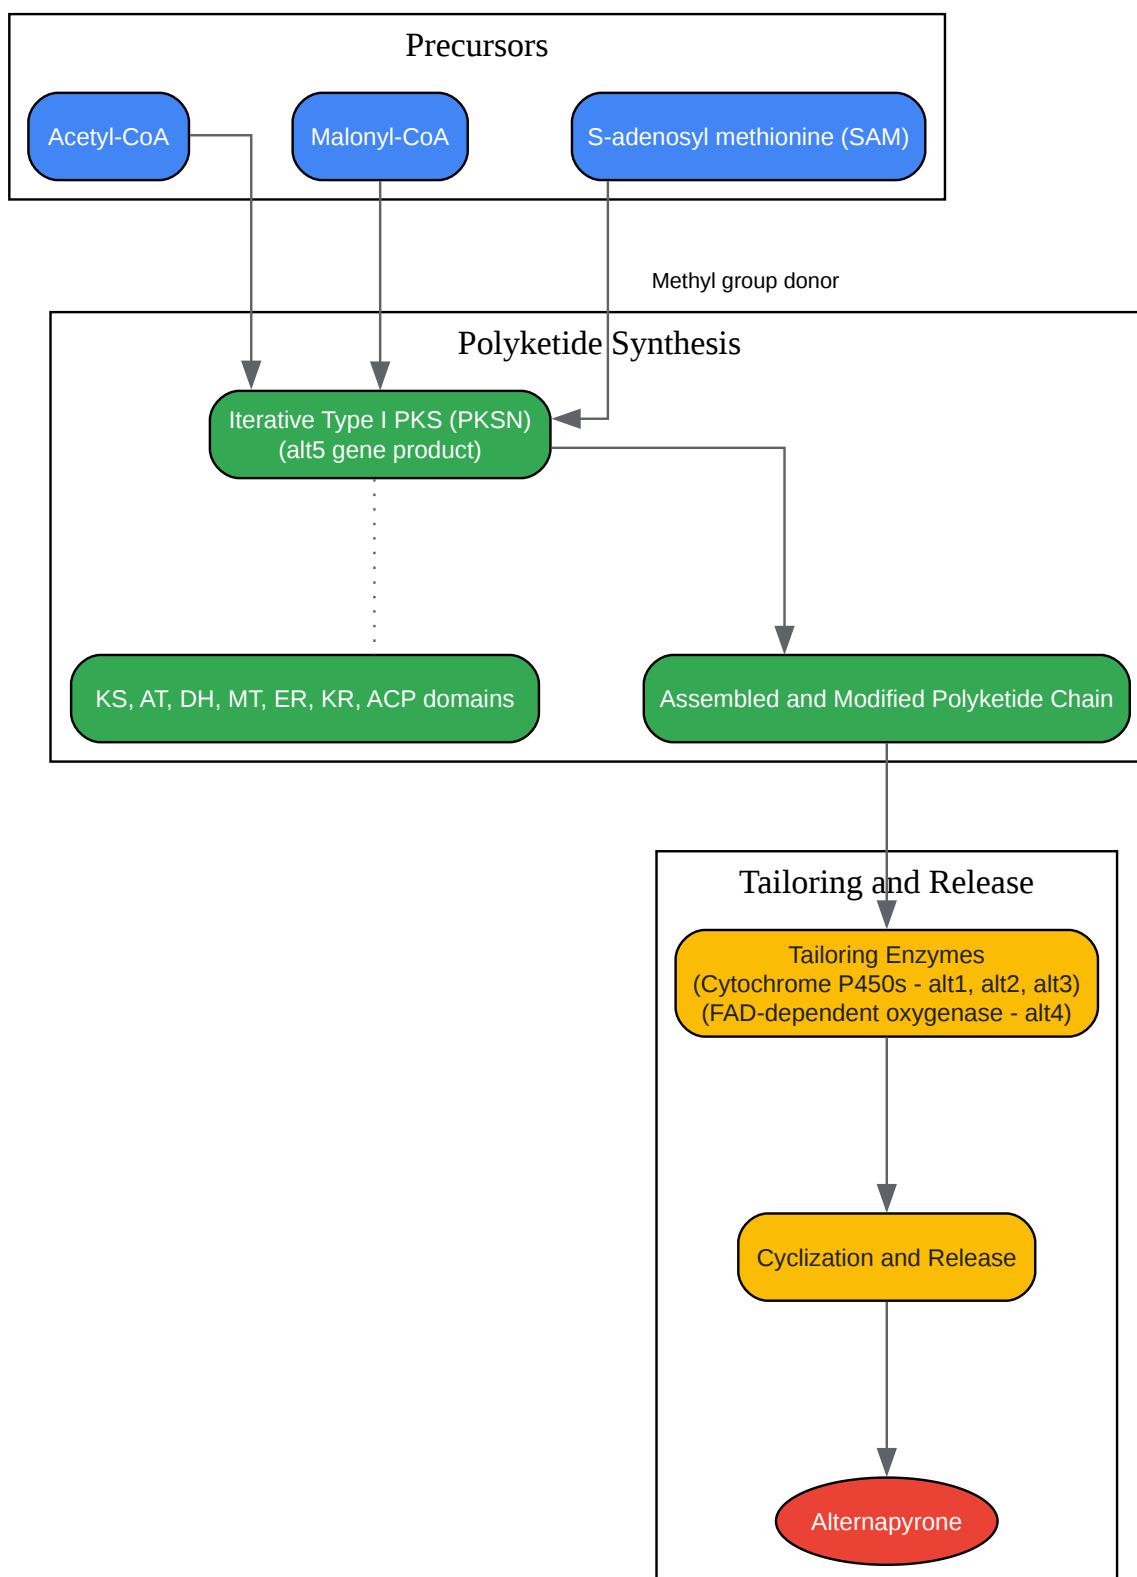 Precursors
Acetyl-CoA
Malonyl-CoA
S-adenosyl methionine (SAM)
Methyl group donor
Polyketide Synthesis
Iterative Type I PKS (PKSN)
(alt5 gene product)
KS, AT, DH, MT, ER, KR, ACP domains
Assembled and Modified Polyketide Chain
Tailoring and Release
Tailoring Enzymes
(Cytochrome P450s - alt1, alt2, alt3)
(FAD-dependent oxygenase - alt4)
Cyclization and Release
Alternapyrone